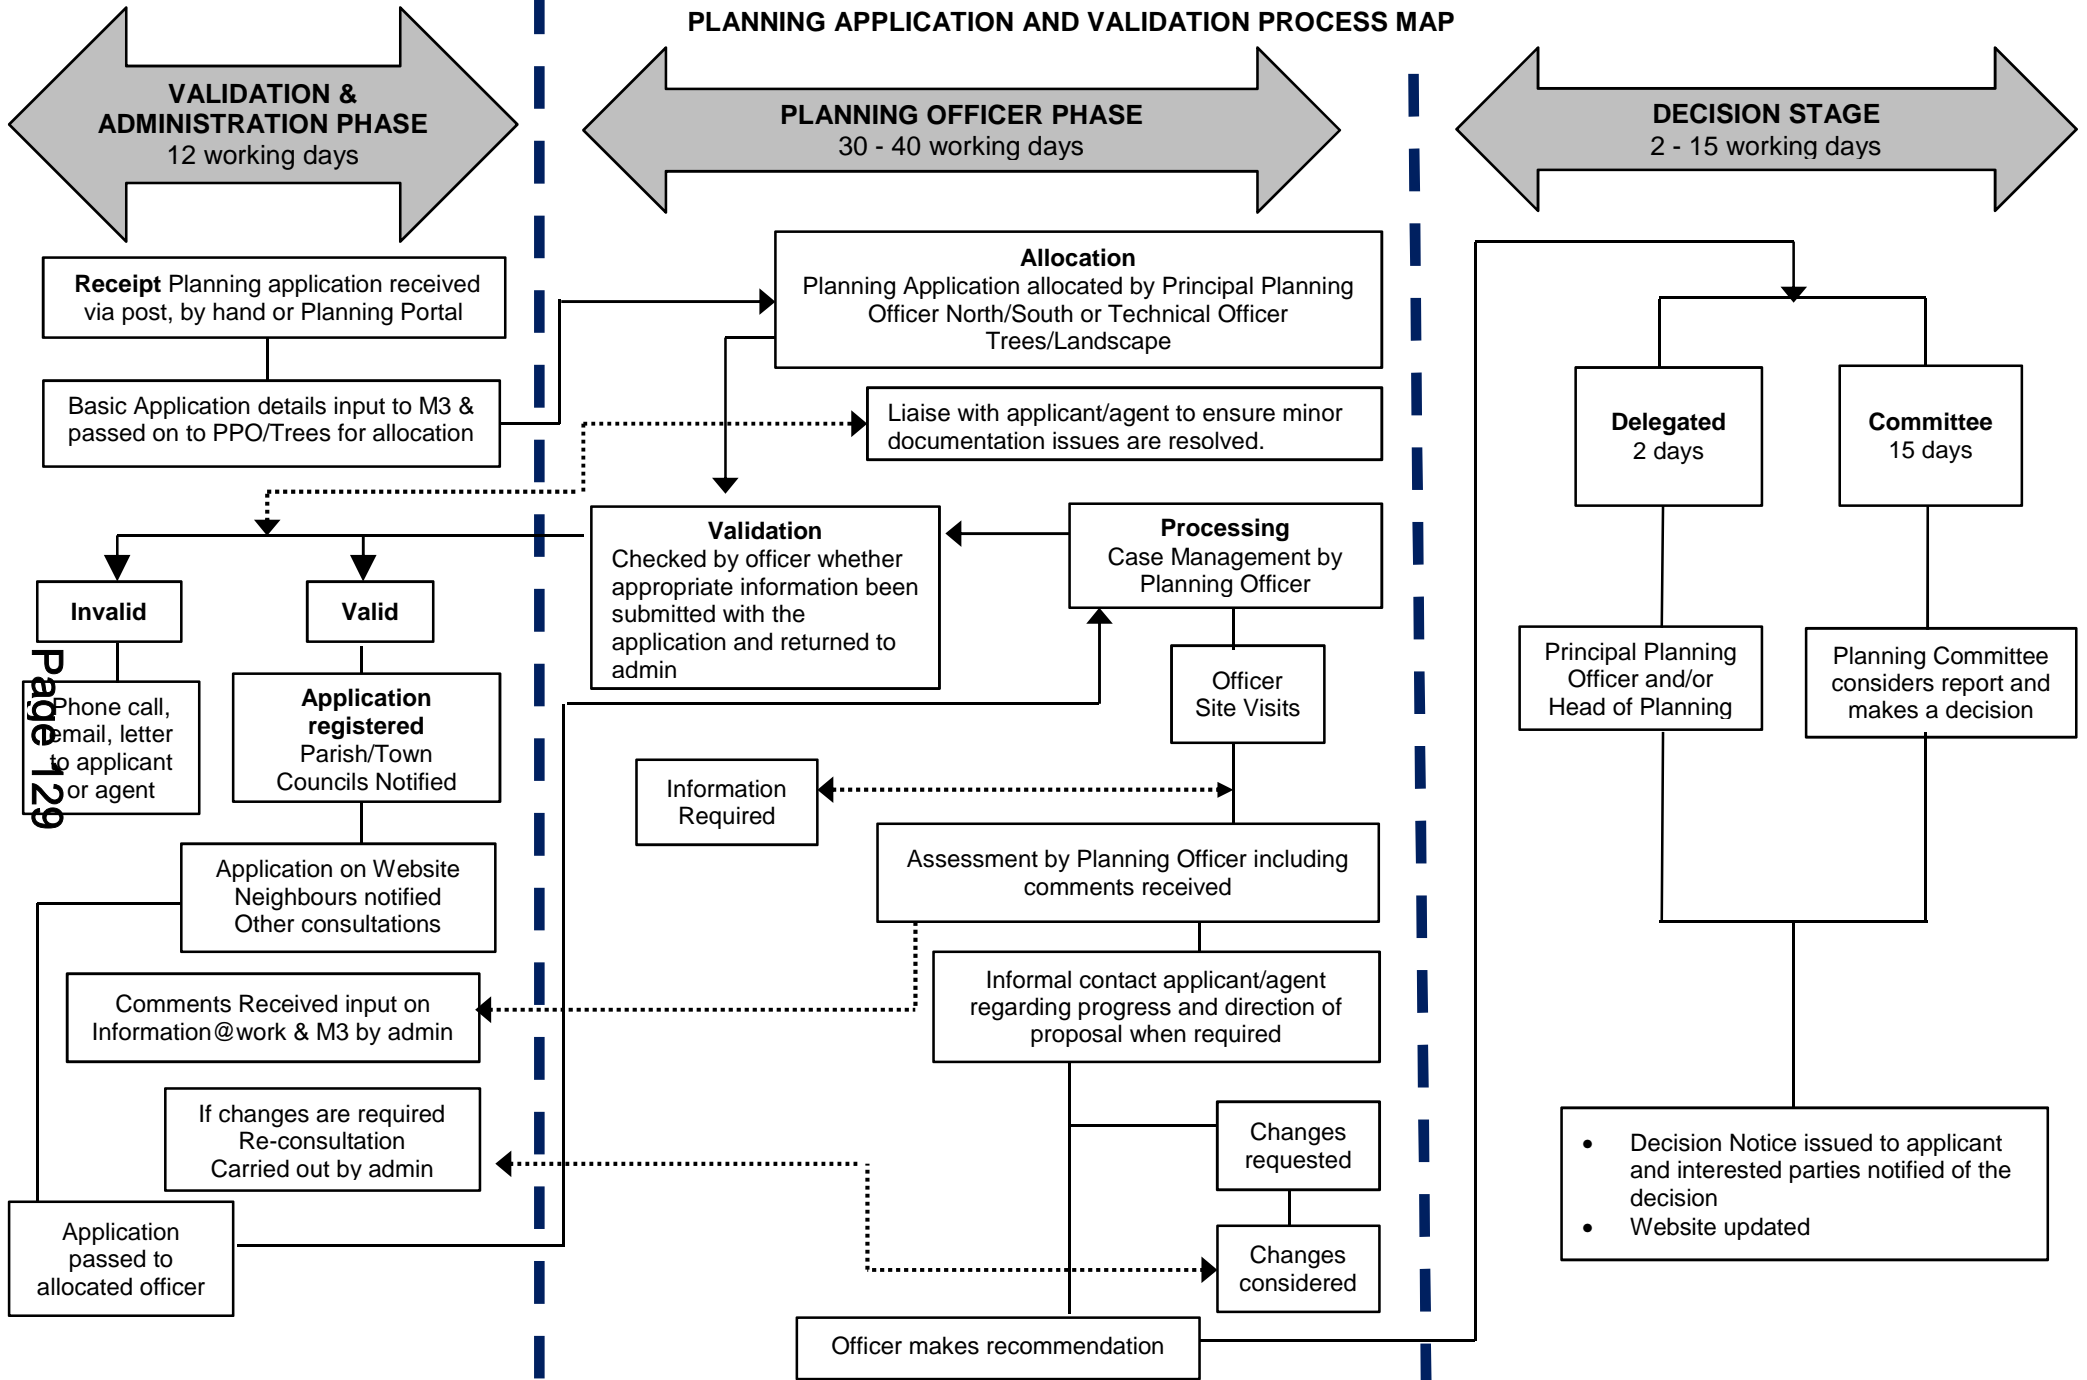 PLANNING APPLICATION AND VALIDATION PROCESS MAP
VALIDATION &
ADMINISTRATION PHASE
12 working days
PLANNING OFFICER PHASE
30 - 40 working days
DECISION STAGE
2 - 15 working days
Receipt Planning application received
via post, by hand or Planning Portal
Basic Application details input to M3 &
passed on to PPO/Trees for allocation
Invalid
Valid
Phone call,
email, letter
to applicant
or agent
Page 129
Application
registered
Parish/Town
Councils Notified
Application on Website
Neighbours notified
Other consultations
Comments Received input on
Information@work & M3 by admin
If changes are required
Re-consultation
Carried out by admin
Application
passed to
allocated officer
Allocation
Planning Application allocated by Principal Planning
Officer North/South or Technical Officer
Trees/Landscape
Liaise with applicant/agent to ensure minor
documentation issues are resolved.
Validation
Checked by officer whether
appropriate information been
submitted with the
application and returned to
admin
Processing
Case Management by
Planning Officer
Officer
Site Visits
Information
Required
Assessment by Planning Officer including
comments received
Informal contact applicant/agent
regarding progress and direction of
proposal when required
Changes
requested
Changes
considered
Officer makes recommendation
Delegated
2 days
Committee
15 days
Principal Planning
Officer and/or
Head of Planning
Planning Committee
considers report and
makes a decision
• Decision Notice issued to applicant
and interested parties notified of the
decision
• Website updated